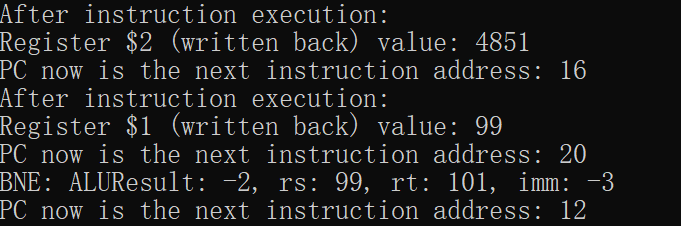 After instruction execution:
Register $2 (written back) value: 4851
PC now is the next instruction address: 16
After instruction execution:
Register $1 (written back) value: 99
PC now is the next instruction address: 20
BNE: ALUResult: -2, rs: 99, rt: 101, imm: -3
PC now is the next instruction address: 12